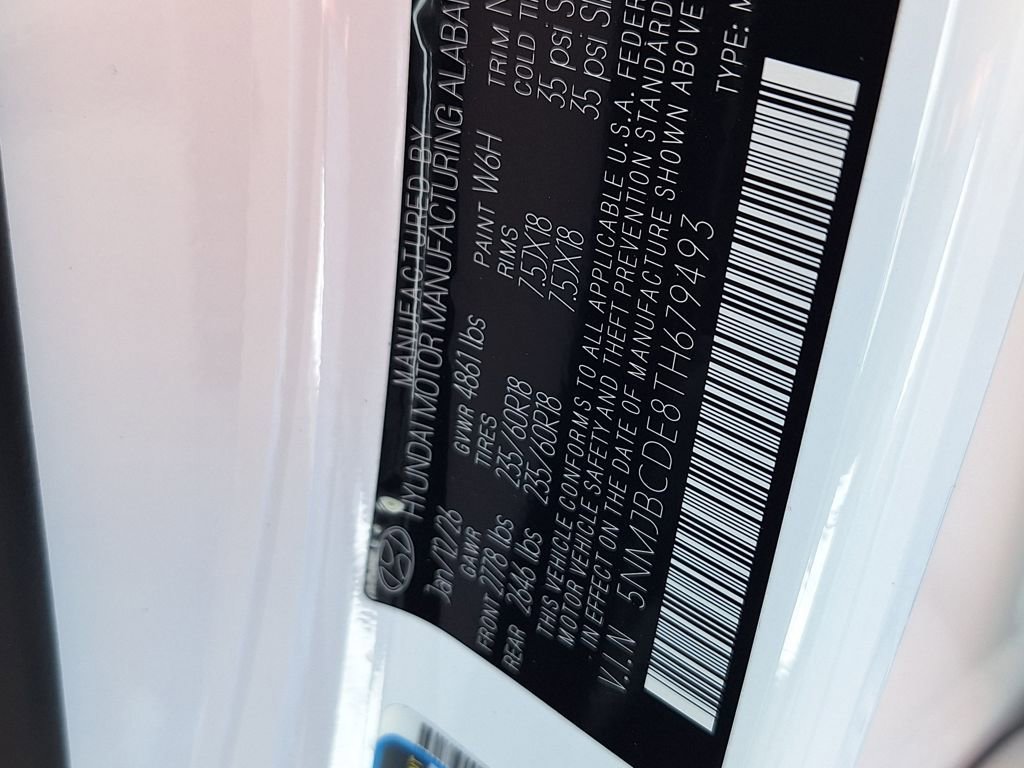 MANUFACTURED BY
HYUNDAI MOTOR MANUFACTURING ALABA
Jan/12/26 GVWR 4861 lbs PAINT W6H TRIM N
GAWR TIRES RIMS COLD TI
FRONT 2778 lbs 235/60R18 7.5JX18 35 psi S
REAR 2646 lbs 235/60R18 7.5JX18 35 psi SI
THIS VEHICLE CONFORMS TO ALL APPLICABLE U.S.A. FEDER
MOTOR VEHICLE SAFETY AND THEFT PREVENTION STANDARD
IN EFFECT ON THE DATE OF MANUFACTURE SHOWN ABOVE
V.I.N 5NMJBCDE8TH679493 TYPE: M